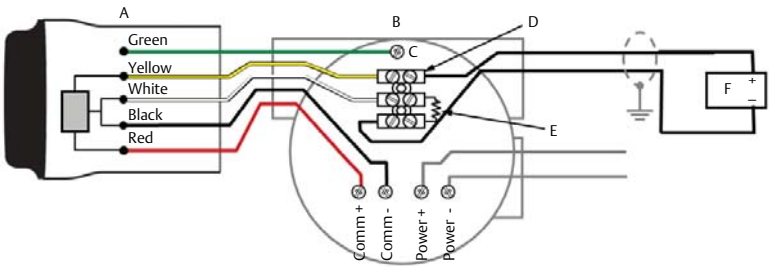 A
B
D
Green
C
Yellow
White
Black
Red
E
F
+
–
Comm +
Comm -
Power +
Power -